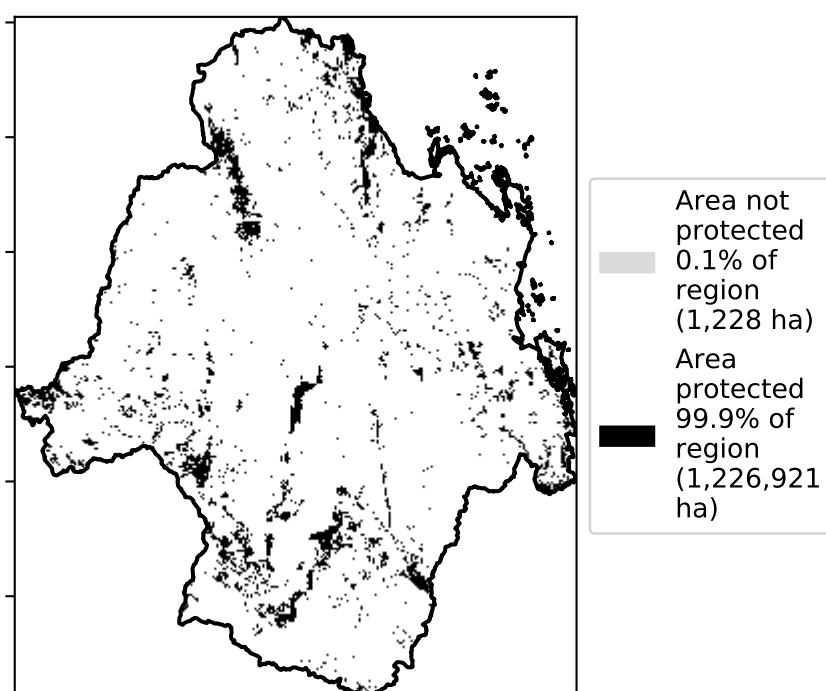 Area not
protected
0.1% of
region
(1,228 ha)
Area
protected
99.9% of
region
(1,226,921
ha)